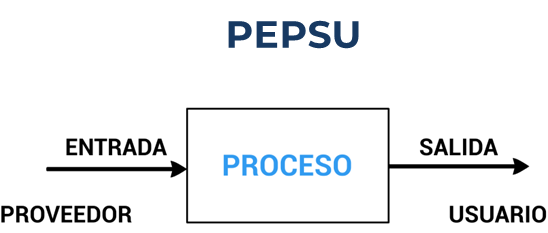 PEPSU
ENTRADA
PROCESO
SALIDA
PROVEEDOR
USUARIO